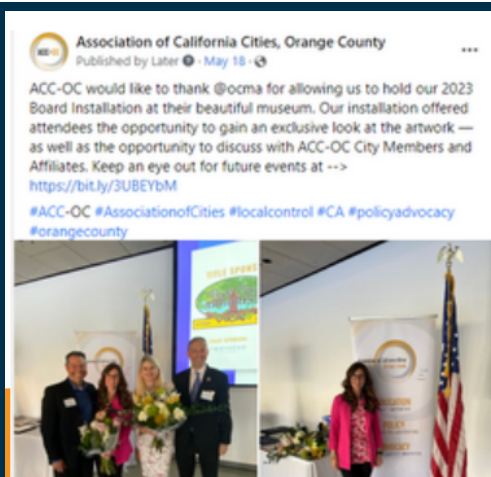 Association of California Cities, Orange County
Published by Later · May 18 ·
ACC-OC would like to thank @ocma for allowing us to hold our 2023
Board Installation at their beautiful museum. Our installation offered
attendees the opportunity to gain an exclusive look at the artwork —
as well as the opportunity to discuss with ACC-OC City Members and
Affiliates. Keep an eye out for future events at -->
https://bit.ly/3UBEYbM
#ACC-OC #AssociationofCities #localcontrol #CA #policyadvocacy
#orangecounty
EDUCATION
POLICY
ADVOCACY